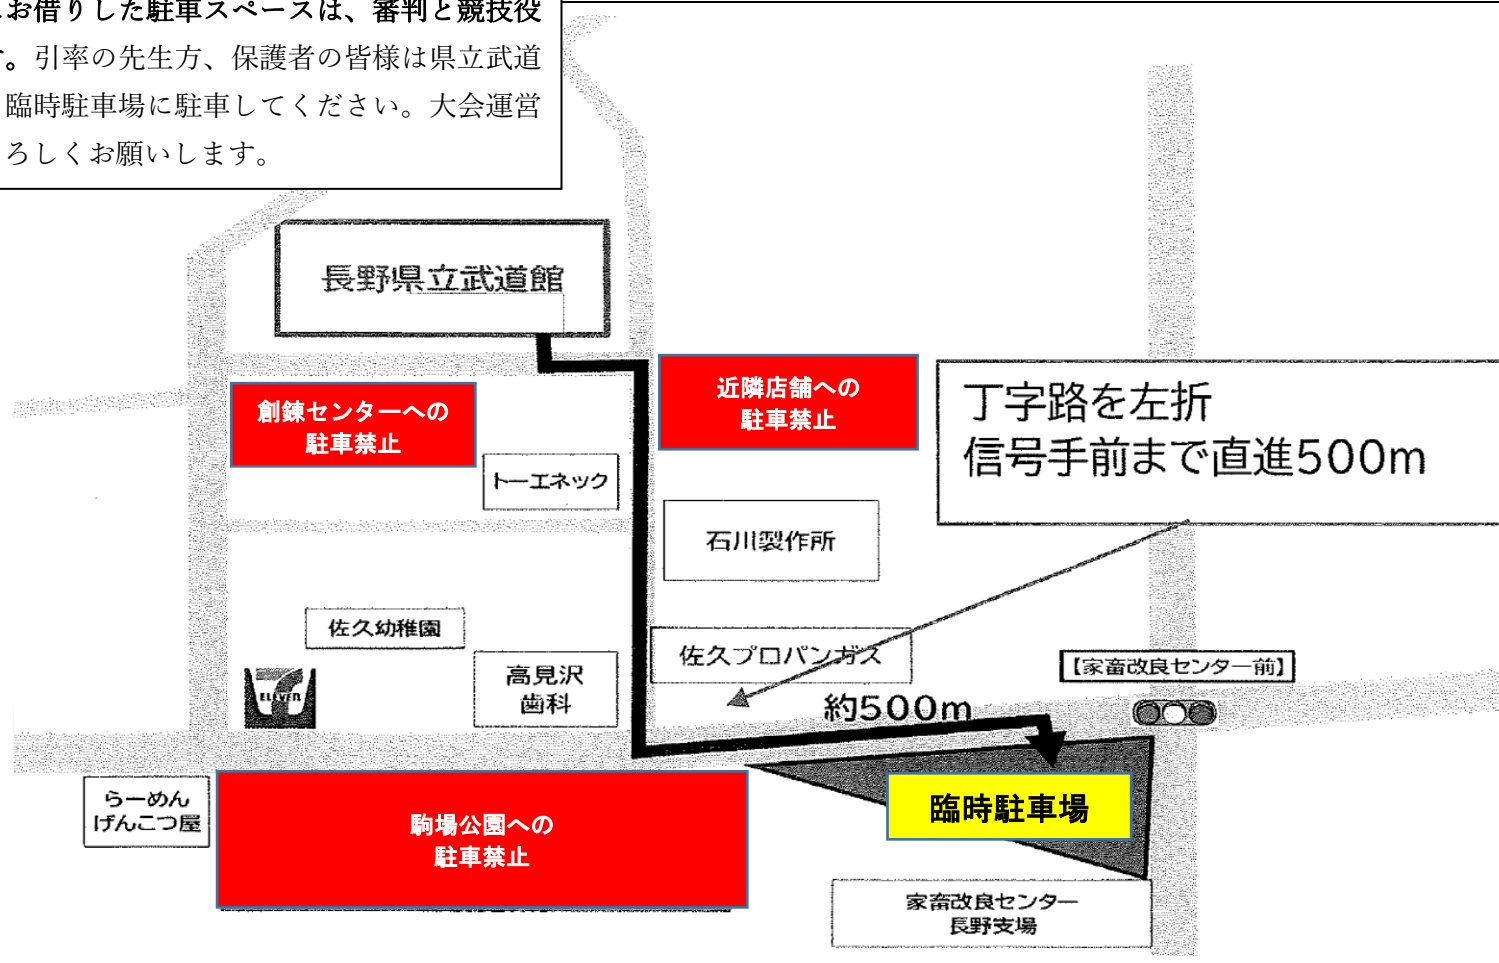 お借りした駐車スペースは、審判と競技役
。引率の先生方、保護者の皆様は県立武道
臨時駐車場に駐車してください。大会運営
ろしくお願いします。
長野県立武道館
創錬センターへの
駐車禁止
近隣店舗への
駐車禁止
丁字路を左折
信号手前まで直進500m
トーエネック
石川製作所
佐久幼稚園
佐久プロパンガス
高見沢
歯科
7
ELEVEN
約500m
【家畜改良センター前】
らーめん
げんこつ屋
駒場公園への
駐車禁止
臨時駐車場
家畜改良センター
長野支場